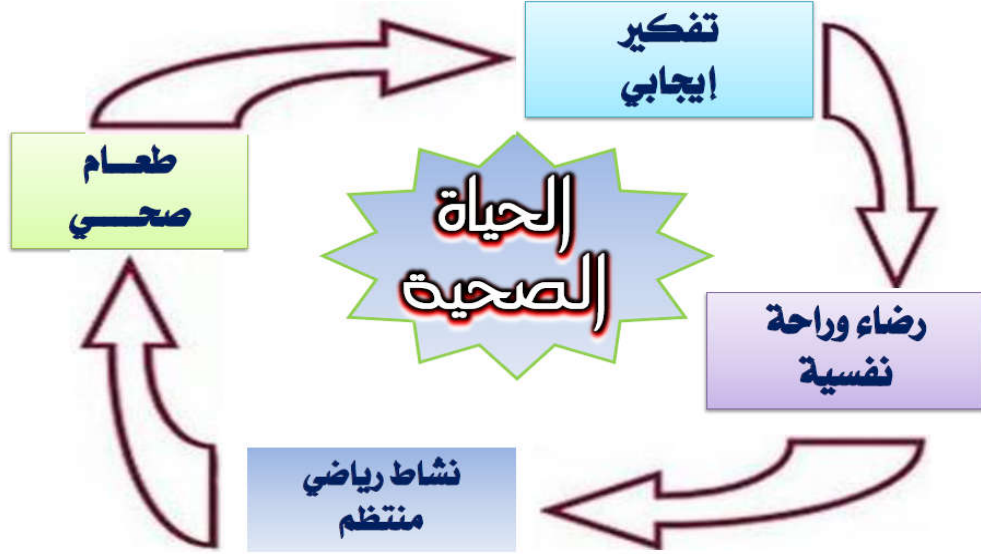 تفكير
إيجابي
طعـــام
صحـــي
الحياة
الصحية
رضاء وراحة
نفسية
نشاط رياضي
منتظم